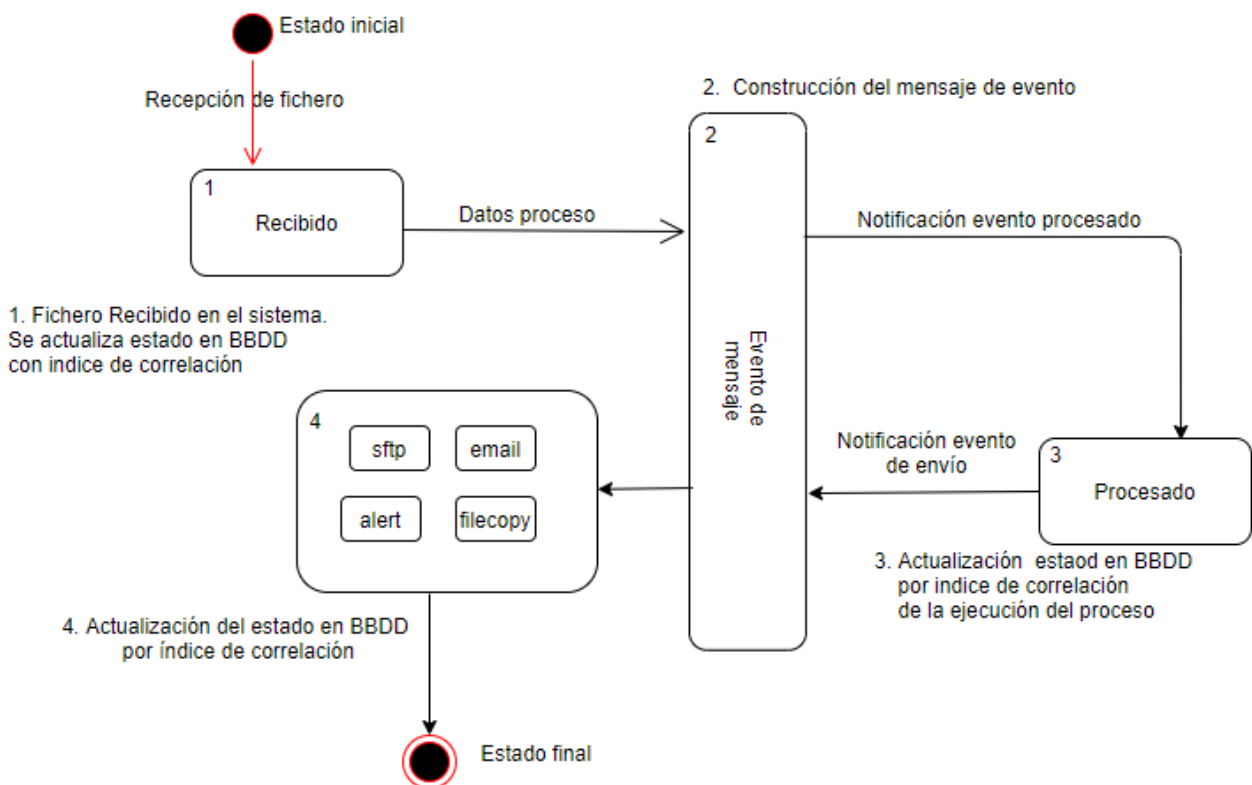 Estado inicial
Recepción de fichero
2. Construcción del mensaje de evento
1
Recibido
Datos proceso
2
Notificación evento procesado
1. Fichero Recibido en el sistema.
Se actualiza estado en BBDD
con indice de correlación
Evento de
mensaje
4
sftp
email
alert
filecopy
Notificación evento
de envío
3
Procesado
3. Actualización estaod en BBDD
por indice de correlación
de la ejecución del proceso
4. Actualización del estado en BBDD
por índice de correlación
Estado final